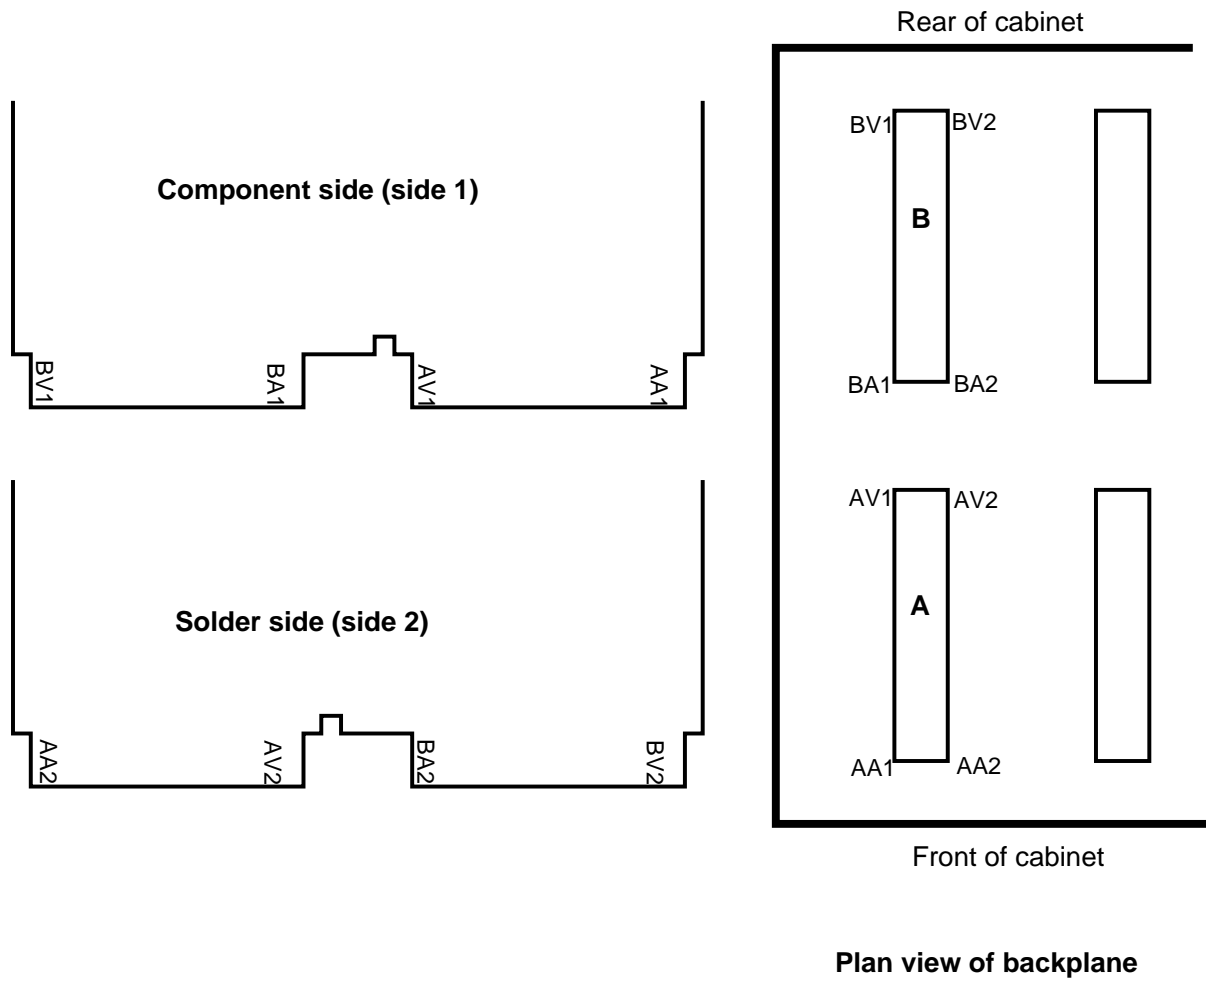 Rear of cabinet
BV1
BV2
Component side (side 1)
B
BV1
BA1
AV1
AA1
BA1
BA2
AV1
AV2
Solder side (side 2)
A
AA2
AV2
BA2
BV2
AA1
AA2
Front of cabinet
Plan view of backplane